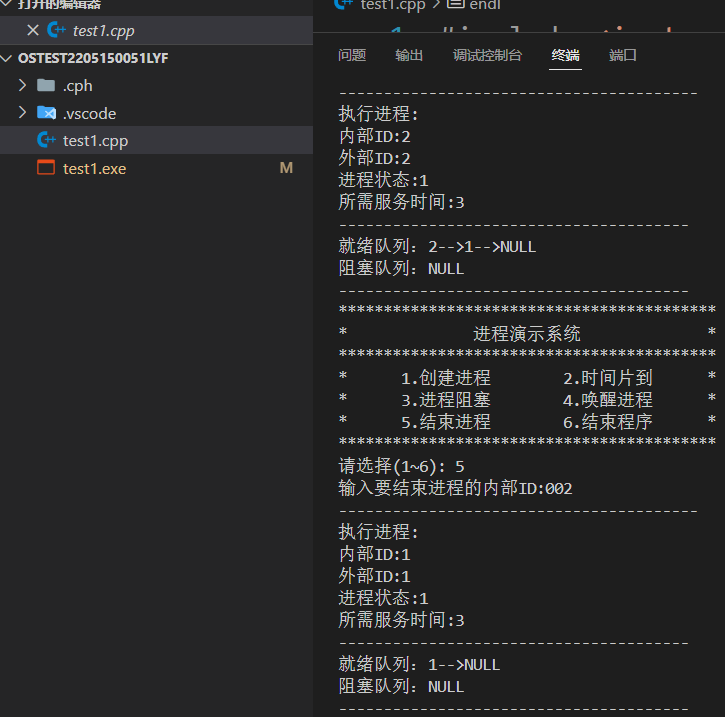 打开的编辑器
test1.cpp
OSTEST2205150051LYF
.cph
.vscode
test1.cpp
test1.exe M
test1.cpp > endl
问题 输出 调试控制台 终端 端口
----------------------------------------
执行进程:
内部ID:2
外部ID:2
进程状态:1
所需服务时间:3
---------------------------------------
就绪队列: 2-->1-->NULL
阻塞队列: NULL
---------------------------------------
******************************************
* 进程演示系统 *
******************************************
* 1.创建进程 2.时间片到 *
* 3.进程阻塞 4.唤醒进程 *
* 5.结束进程 6.结束程序 *
******************************************
请选择(1~6): 5
输入要结束进程的内部ID:002
----------------------------------------
执行进程:
内部ID:1
外部ID:1
进程状态:1
所需服务时间:3
---------------------------------------
就绪队列: 1-->NULL
阻塞队列: NULL
---------------------------------------